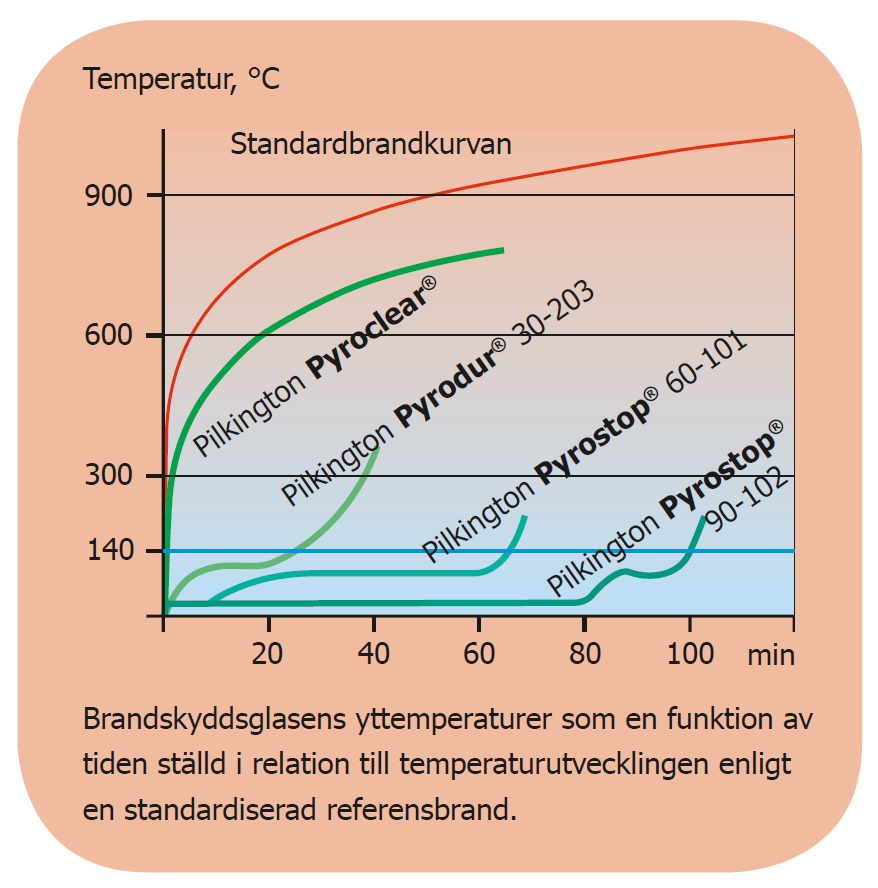 Temperatur, °C
Standardbrandkurvan
900
600
300
140
Pilkington Pyroclear®
Pilkington Pyrodur® 30-203
Pilkington Pyrostop® 60-101
Pilkington Pyrostop®
90-102
20 40 60 80 100 min
Brandskyddsglasens yttemperaturer som en funktion av
tiden ställd i relation till temperaturutvecklingen enligt
en standardiserad referensbrand.